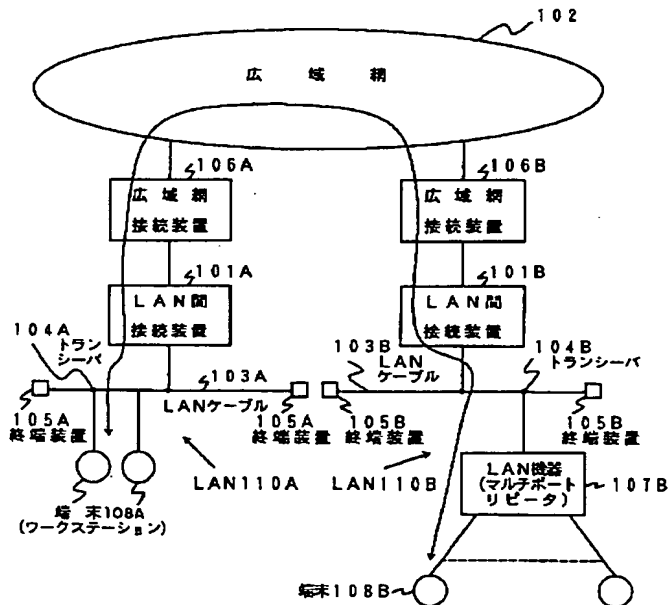 102
広域網
106A
106B
広域網
接続装置
広域網
接続装置
101A
101B
LAN間
接続装置
LAN間
接続装置
104A
トラン
シーバ
103A
LANケーブル
103B
LAN
ケーブル
104B
トランシーバ
105A
終端装置
105A
終端装置
105B
終端装置
105B
終端装置
LAN110A
LAN110B
LAN機器
(マルチポート
リピータ)
107B
端末108A
(ワークステーション)
端末108B